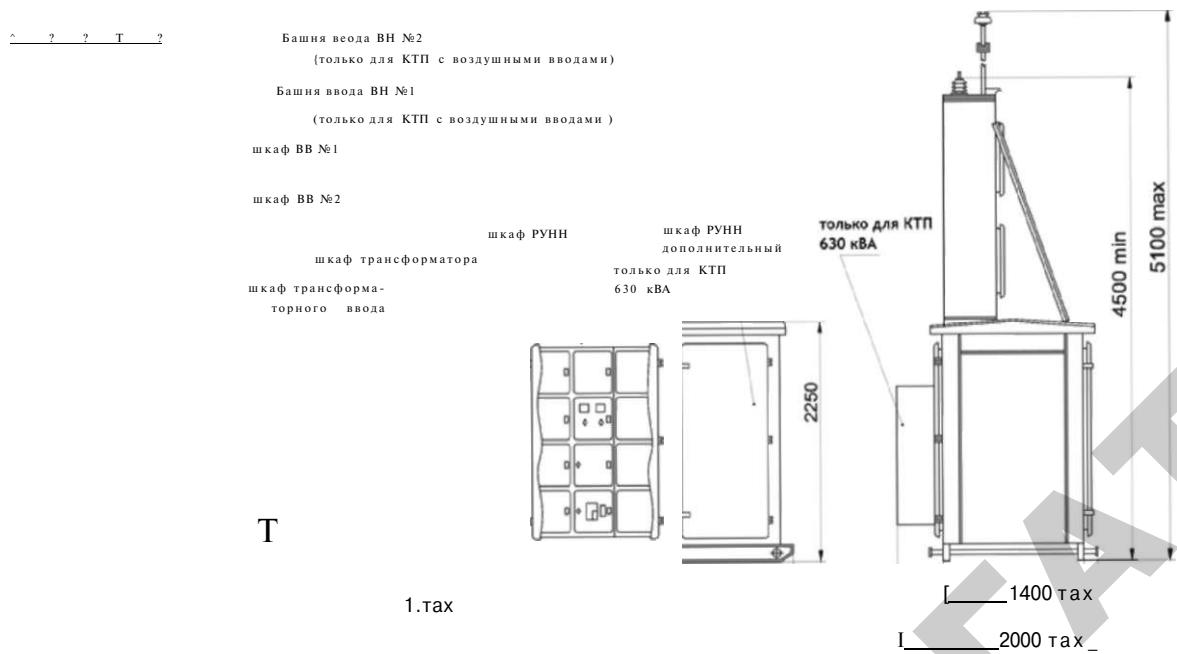 ^ ? ? Т ?
Башня веода ВН №2
{только для КТП с воздушными вводами)
Башня ввода ВН №1
(только для КТП с воздушными вводами )
шкаф ВВ №1
шкаф ВВ №2
шкаф РУНН
шкаф трансформатора
шкаф трансформа-
торного ввода
шкаф РУНН
дополнительный
только для КТП
630 кВА
только для КТП
630 кВА
4500 min
5100 max
2250
Т
1.тах
[ 1400 тах
I 2000 тах_
ГАТ